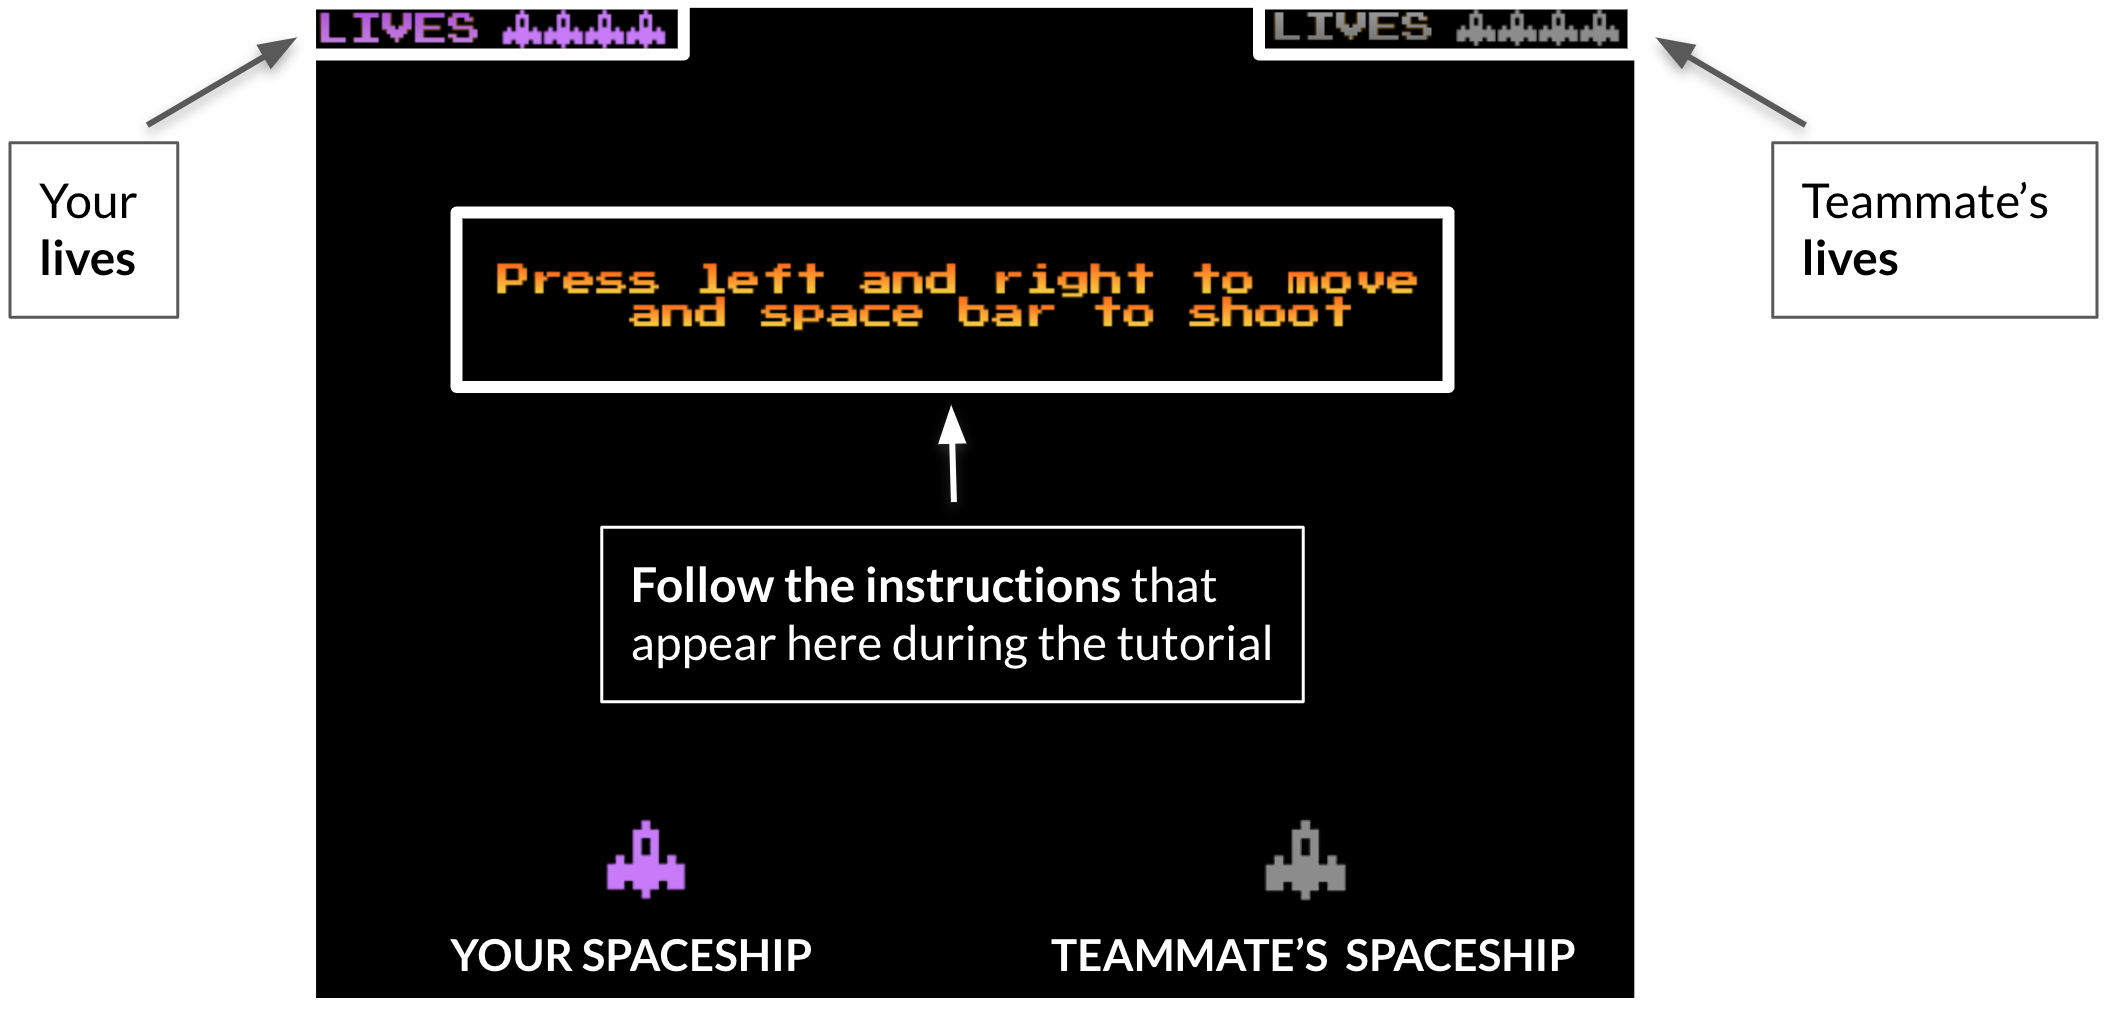 LIVES
LIVES
Your
lives
Teammate’s
lives
Press left and right to move
and space bar to shoot
Follow the instructions that
appear here during the tutorial
YOUR SPACESHIP
TEAMMATE’S SPACESHIP